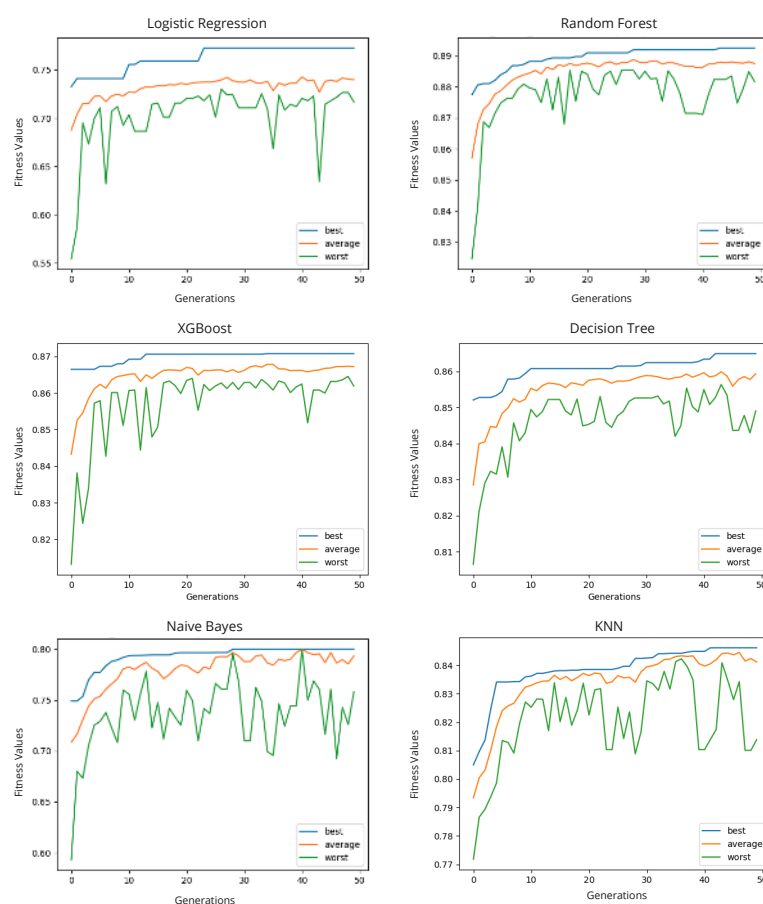 Logistic Regression
0.75
0.70
0.65
0.60
0.55
Fitness Values
0 10 20 30 40 50
Generations
best
average
worst
Random Forest
0.89
0.88
0.87
0.86
0.85
0.84
0.83
Fitness Values
0 10 20 30 40 50
Generations
best
average
worst
XGBoost
0.87
0.86
0.85
0.84
0.83
0.82
Fitness Values
0 10 20 30 40 50
Generations
best
average
worst
Decision Tree
0.86
0.85
0.84
0.83
0.82
0.81
Fitness Values
0 10 20 30 40 50
Generations
best
average
worst
Naive Bayes
0.80
0.75
0.70
0.65
0.60
Fitness Values
0 10 20 30 40 50
Generations
best
average
worst
KNN
0.84
0.83
0.82
0.81
0.80
0.79
0.78
0.77
Fitness Values
0 10 20 30 40 50
Generations
best
average
worst